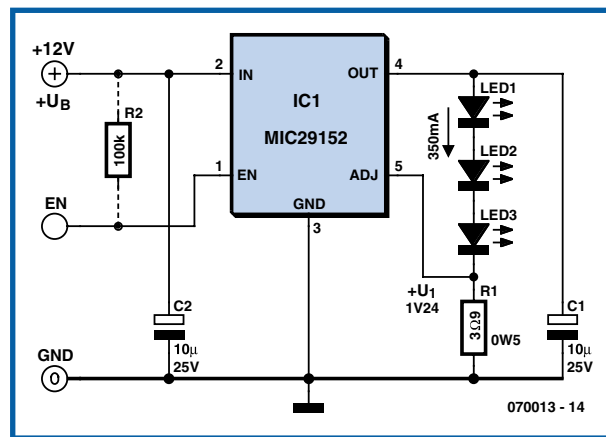 +12V
+UB
R2
100k
EN
GND
0
C2
10µ
25V
2
IN
OUT
4
IC1
MIC29152
1
EN
ADJ
5
GND
3
350mA
LED1
LED2
LED3
+U1
1V24
R1
3Ω9
0W5
C1
10µ
25V
070013 - 14